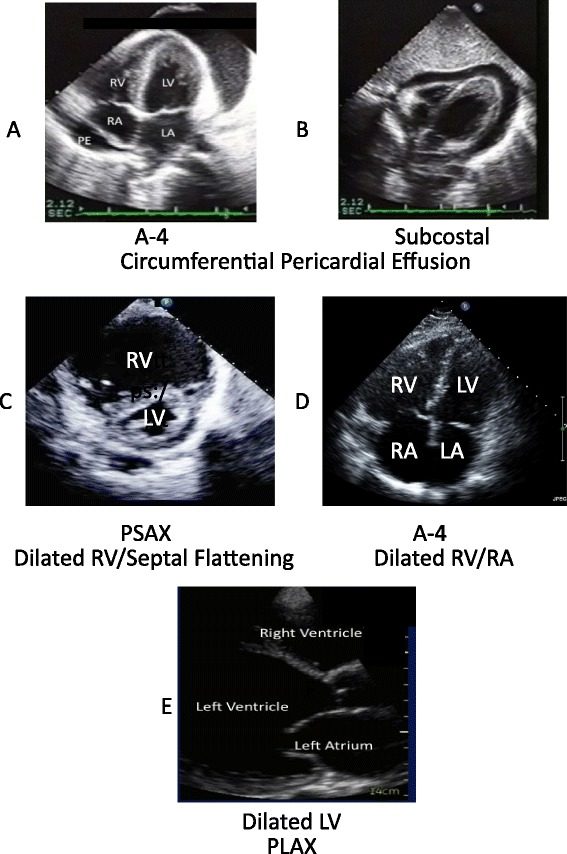 A
RV LV
RA LA
PE
2.12
SEC
A-4
B
2.12
SEC
Subcostal
Circumferential Pericardial Effusion
C
RV
ps:/
LV
PSAX
Dilated RV/Septal Flattening
D
RV LV
RA LA
JPEG
A-4
Dilated RV/RA
E
Right Ventricle
Left Ventricle
Left Atrium
14cm
Dilated LV
PLAX